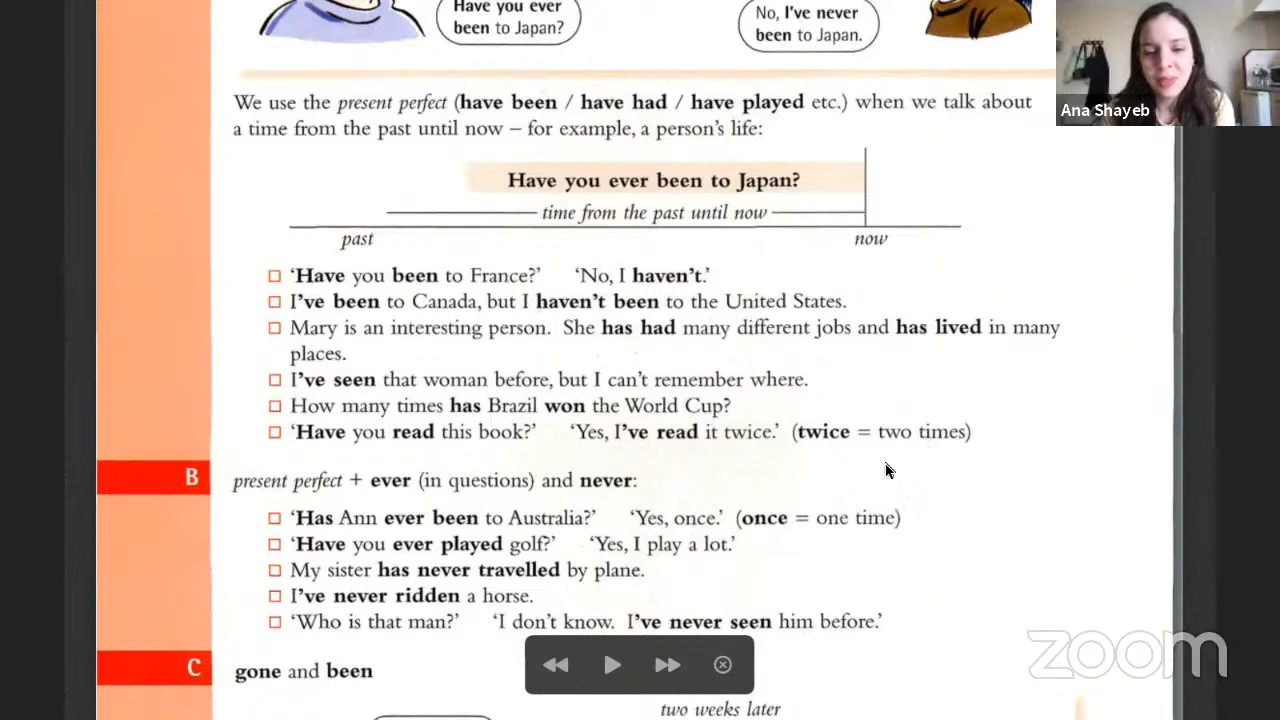 Have you ever
been to Japan?
No, I've never
been to Japan.
Ana Shayeb
We use the present perfect (have been / have had / have played etc.) when we talk about
a time from the past until now – for example, a person's life:
Have you ever been to Japan?
time from the past until now
past now
'Have you been to France?' 'No, I haven't.'
I've been to Canada, but I haven't been to the United States.
Mary is an interesting person. She has had many different jobs and has lived in many
places.
I've seen that woman before, but I can't remember where.
How many times has Brazil won the World Cup?
'Have you read this book?' 'Yes, I've read it twice.' (twice = two times)
B present perfect + ever (in questions) and never:
'Has Ann ever been to Australia?' 'Yes, once.' (once = one time)
'Have you ever played golf?' 'Yes, I play a lot.'
My sister has never travelled by plane.
I've never ridden a horse.
'Who is that man?' 'I don't know. I've never seen him before.'
zoom
C gone and been
two weeks later